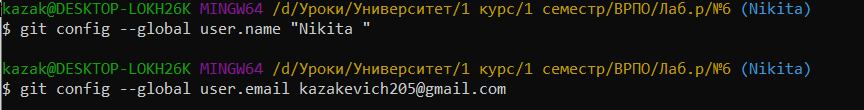 kazak@DESKTOP-LOKH26K MINGW64 /d/Уроки/Университет/1 курс/1 семестр/ВРПО/Лаб.р/№6 (Nikita)
$ git config --global user.name "Nikita "
kazak@DESKTOP-LOKH26K MINGW64 /d/Уроки/Университет/1 курс/1 семестр/ВРПО/Лаб.р/№6 (Nikita)
$ git config --global user.email kazakevich205@gmail.com